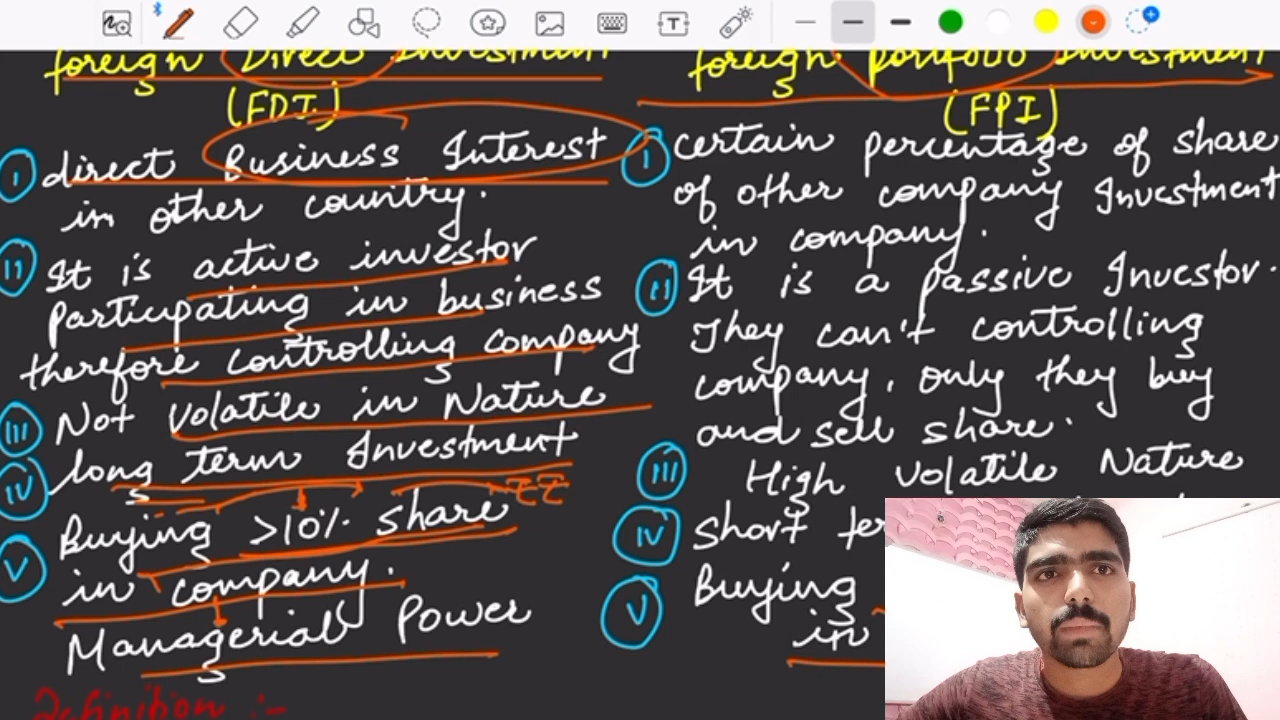 foreign Direct Investment
(FDI)
I direct Business Interest
in other country.
II It is active investor
Participating in business
therefore controlling company
III Not Volatile in Nature
IV long term Investment
V Buying >10% share
in company.
Managerial Power
Definition :-
foreign Portfolio Investment
(FPI)
I certain percentage of share
of other company Investment
in company.
II It is a passive Investor.
They can't controlling
company, only they buy
and sell share.
III High Volatile Nature
IV Short
V Buying
in
T